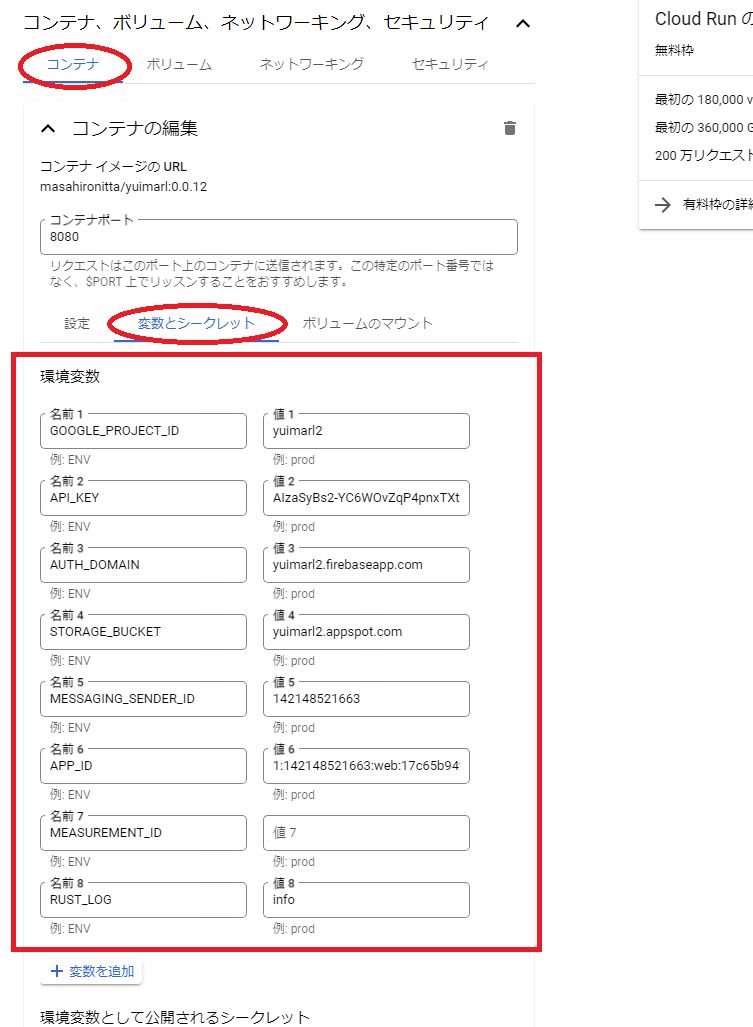 コンテナ、ボリューム、ネットワーキング、セキュリティ
コンテナ ボリューム ネットワーキング セキュリティ
コンテナの編集
コンテナ イメージの URL
masahironitta/yuimarl:0.0.12
コンテナポート
8080
リクエストはこのポート上のコンテナに送信されます。この特定のポート番号では
なく、$PORT 上でリッスンすることをおすすめします。
設定 変数とシークレット ボリュームのマウント
環境変数
名前 1 値 1
GOOGLE_PROJECT_ID yuimarl2
例: ENV 例: prod
名前 2 値 2
API_KEY AIzaSyBs2-YC6WOvZqP4pnxTXt
例: ENV 例: prod
名前 3 値 3
AUTH_DOMAIN yuimarl2.firebaseapp.com
例: ENV 例: prod
名前 4 値 4
STORAGE_BUCKET yuimarl2.appspot.com
例: ENV 例: prod
名前 5 値 5
MESSAGING_SENDER_ID 142148521663
例: ENV 例: prod
名前 6 値 6
APP_ID 1:142148521663:web:17c65b94
例: ENV 例: prod
名前 7
MEASUREMENT_ID 値 7
例: ENV 例: prod
名前 8 値 8
RUST_LOG info
例: ENV 例: prod
+ 変数を追加
環境変数として公開されるシークレット
Cloud Run の
無料枠
最初の 180,000 v
最初の 360,000 G
200 万リクエスト
→ 有料枠の詳